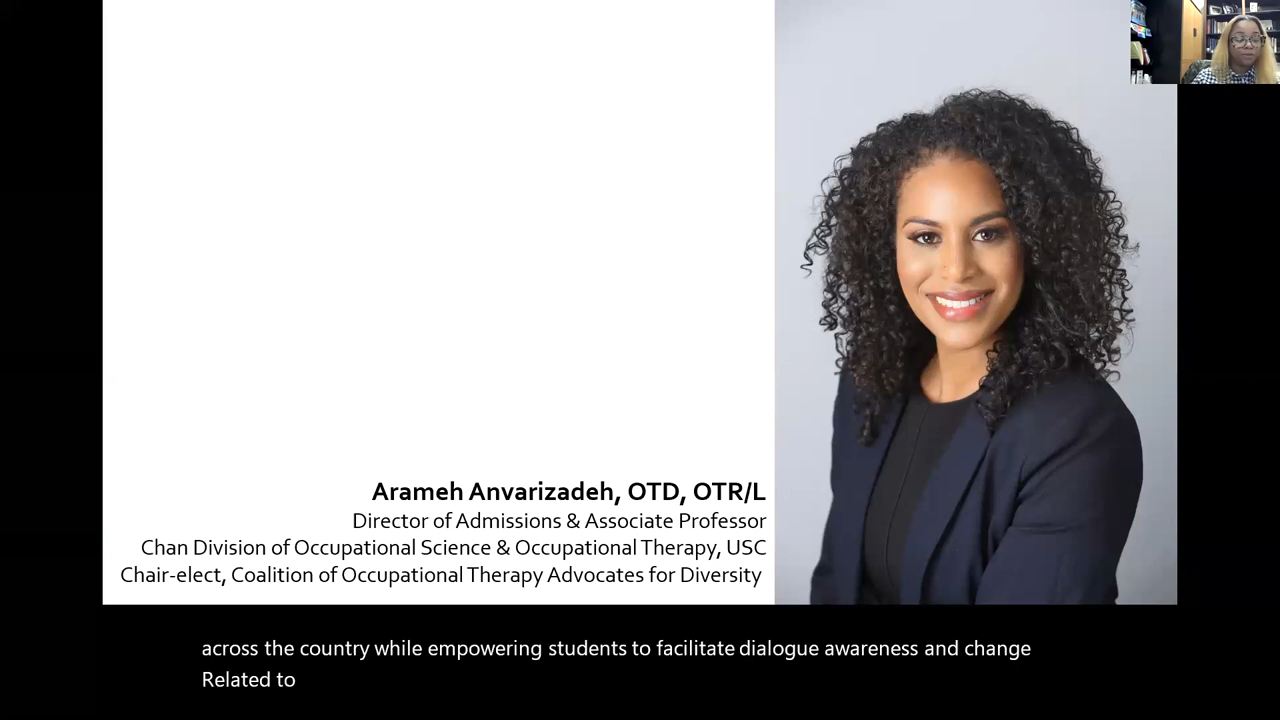 Arameh Anvarizadeh, OTD, OTR/L
Director of Admissions & Associate Professor
Chan Division of Occupational Science & Occupational Therapy, USC
Chair-elect, Coalition of Occupational Therapy Advocates for Diversity
across the country while empowering students to facilitate dialogue awareness and change
Related to